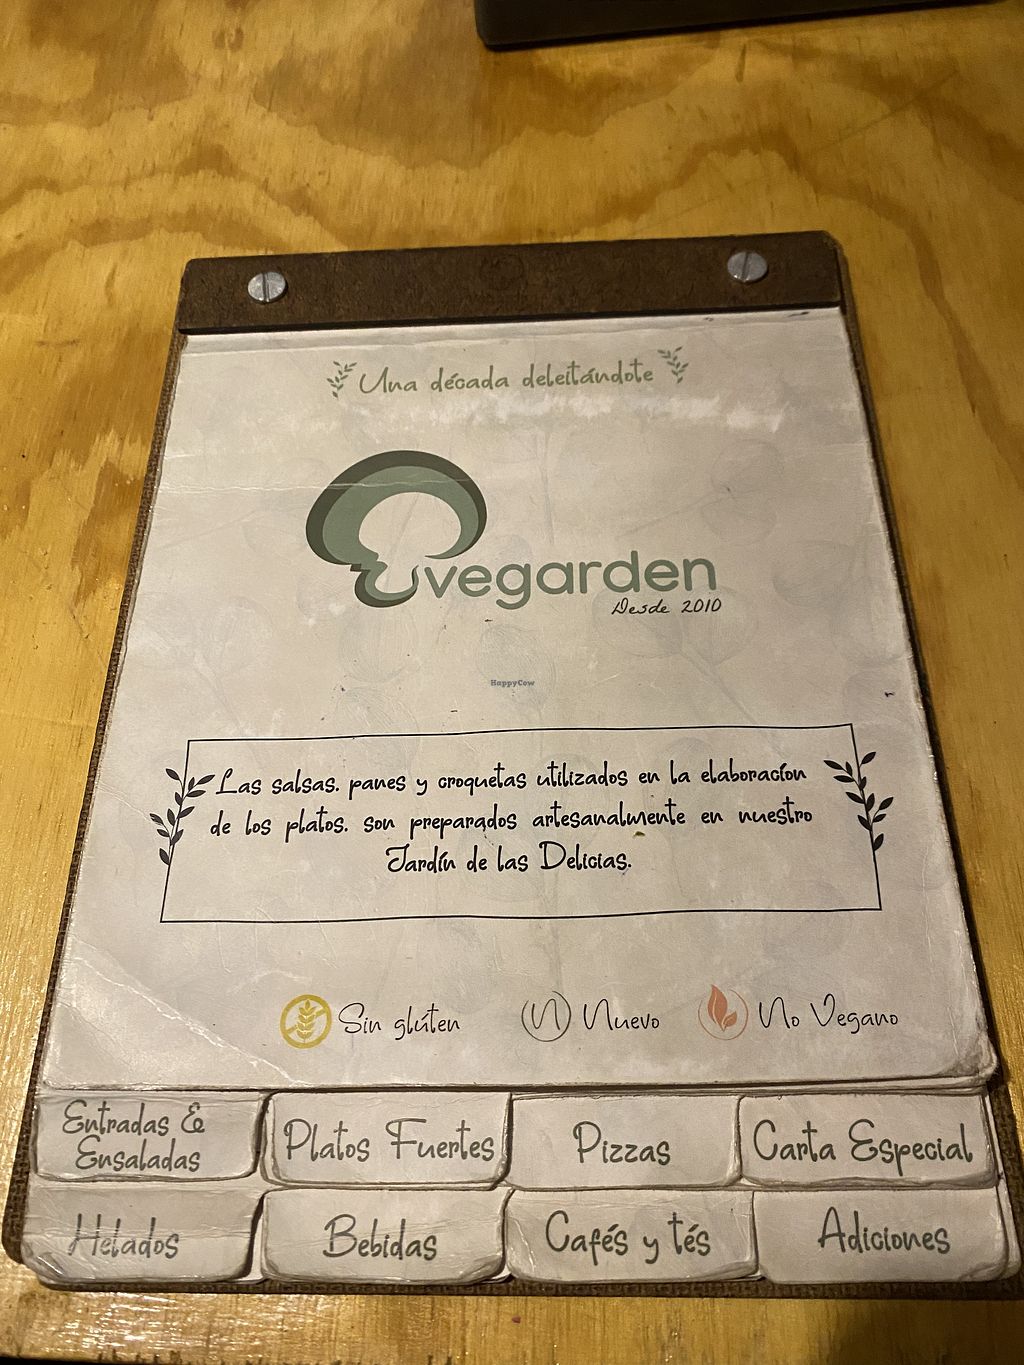 Una década deleitándote
vegarden
Desde 2010
HappyCow
Las salsas. panes y croquetas utilizados en la elaboracíon
de los platos. son preparados artesanalmente en nuestro
Jardín de las Delicias.
Sin glúten
N Nuevo
No Vegano
Entradas &
Ensaladas
Platos Fuertes
Pizzas
Carta Especial
Helados
Bebidas
Cafés y tés
Adiciones